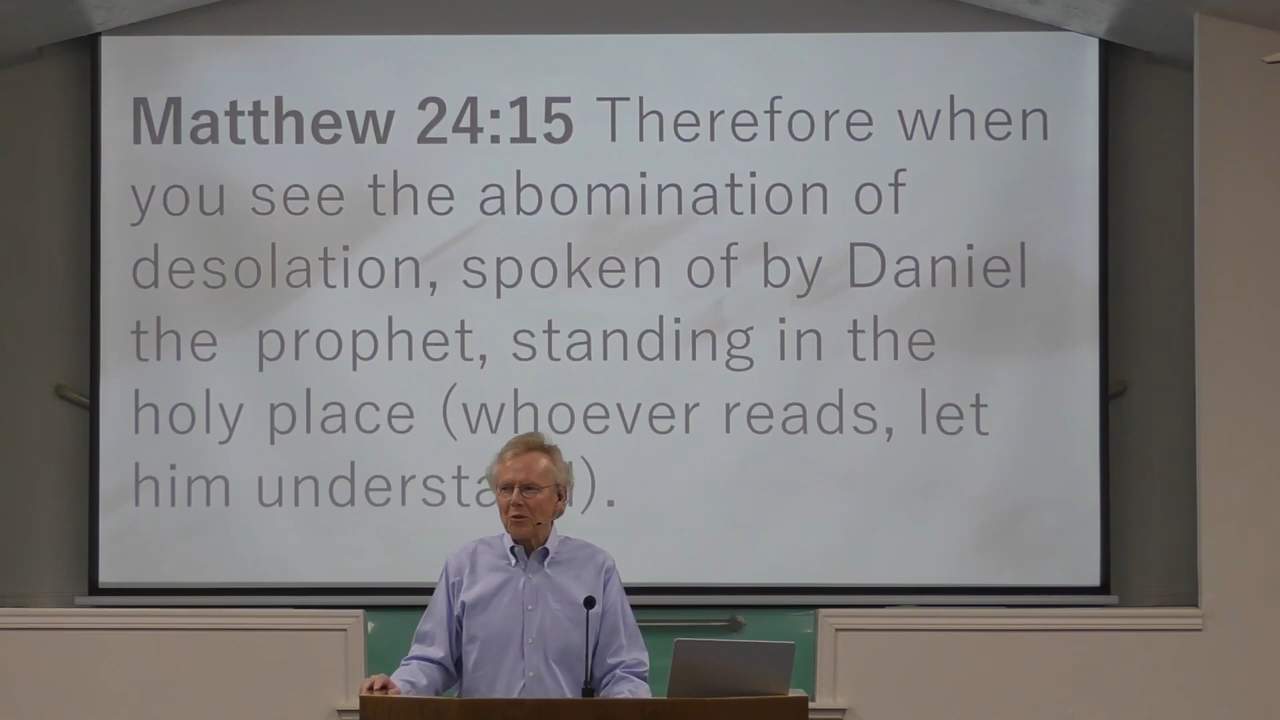 Matthew 24:15 Therefore when
you see the abomination of
desolation, spoken of by Daniel
the prophet, standing in the
holy place (whoever reads, let
him understand).